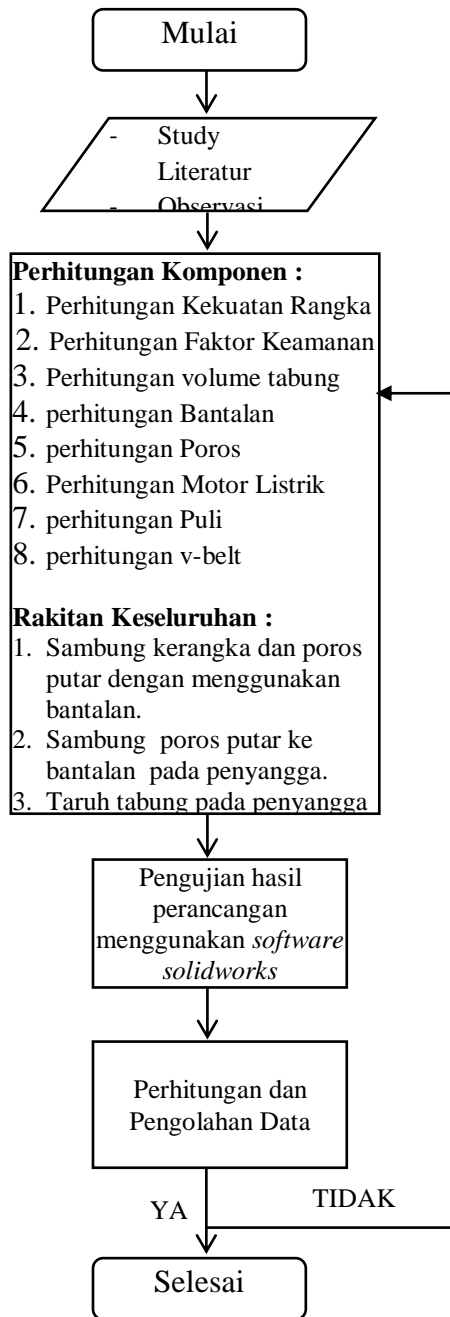 Mulai
- Study
Literatur
- Observasi
Perhitungan Komponen :
1. Perhitungan Kekuatan Rangka
2. Perhitungan Faktor Keamanan
3. Perhitungan volume tabung
4. perhitungan Bantalan
5. perhitungan Poros
6. Perhitungan Motor Listrik
7. perhitungan Puli
8. perhitungan v-belt
Rakitan Keseluruhan :
1. Sambung kerangka dan poros
putar dengan menggunakan
bantalan.
2. Sambung poros putar ke
bantalan pada penyangga.
3. Taruh tabung pada penyangga
Pengujian hasil
perancangan
menggunakan software
solidworks
Perhitungan dan
Pengolahan Data
YA
TIDAK
Selesai